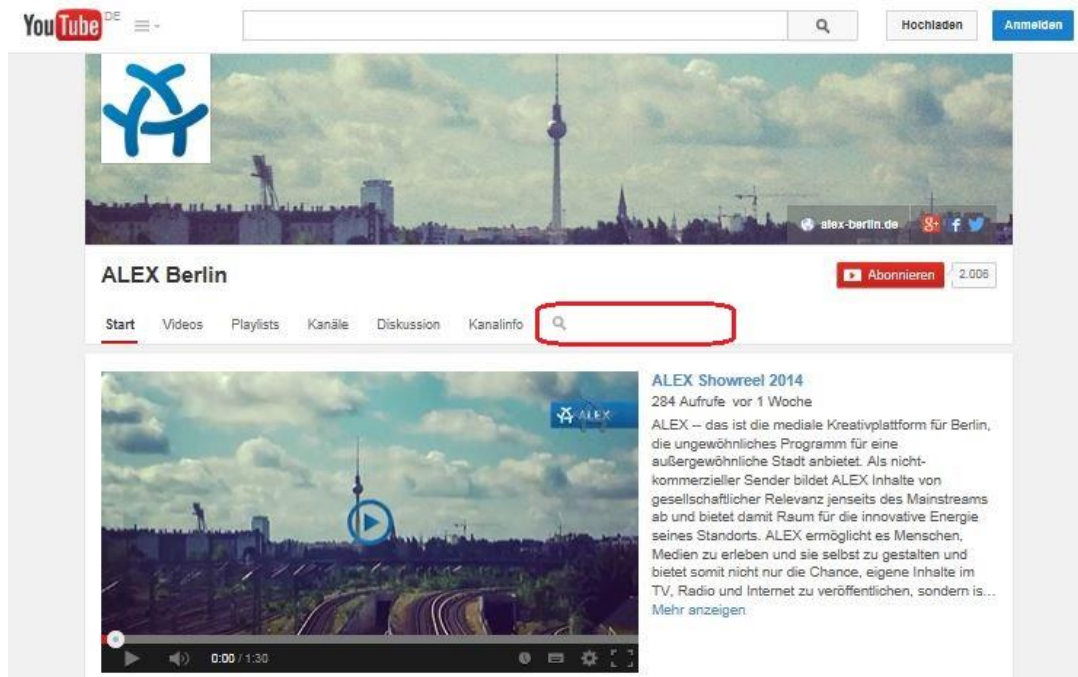 YouTube DE
Hochladen
Anmelden
alex-berlin.de
ALEX Berlin
Abonnieren 2.006
Start Videos Playlists Kanäle Diskussion Kanalinfo
ALEX
ALEX Showreel 2014
284 Aufrufe vor 1 Woche
ALEX – das ist die mediale Kreativplattform für Berlin,
die ungewöhnliches Programm für eine
außergewöhnliche Stadt anbietet. Als nicht-
kommerzieller Sender bildet ALEX Inhalte von
gesellschaftlicher Relevanz jenseits des Mainstreams
ab und bietet damit Raum für die innovative Energie
seines Standorts. ALEX ermöglicht es Menschen,
Medien zu erleben und sie selbst zu gestalten und
bietet somit nicht nur die Chance, eigene Inhalte im
TV, Radio und Internet zu veröffentlichen, sondern is...
Mehr anzeigen
0:00 / 1:30